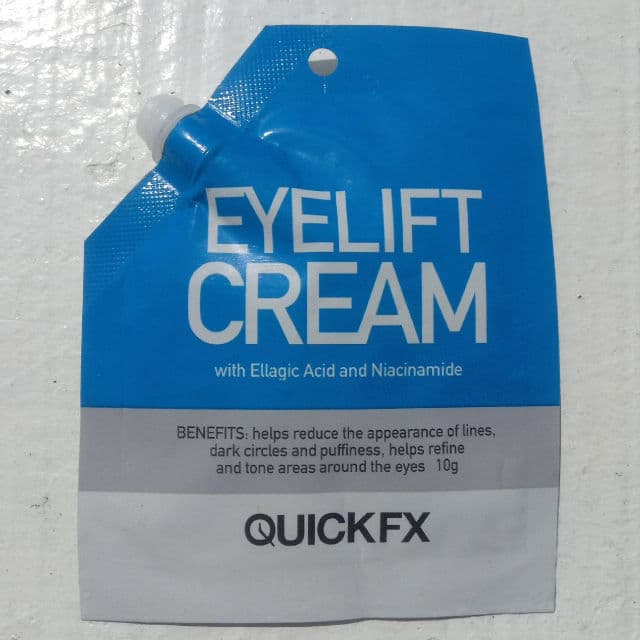 EYELIFT
CREAM
with Ellagic Acid and Niacinamide
BENEFITS: helps reduce the appearance of lines,
dark circles and puffiness, helps refine
and tone areas around the eyes 10g
QUICKFX